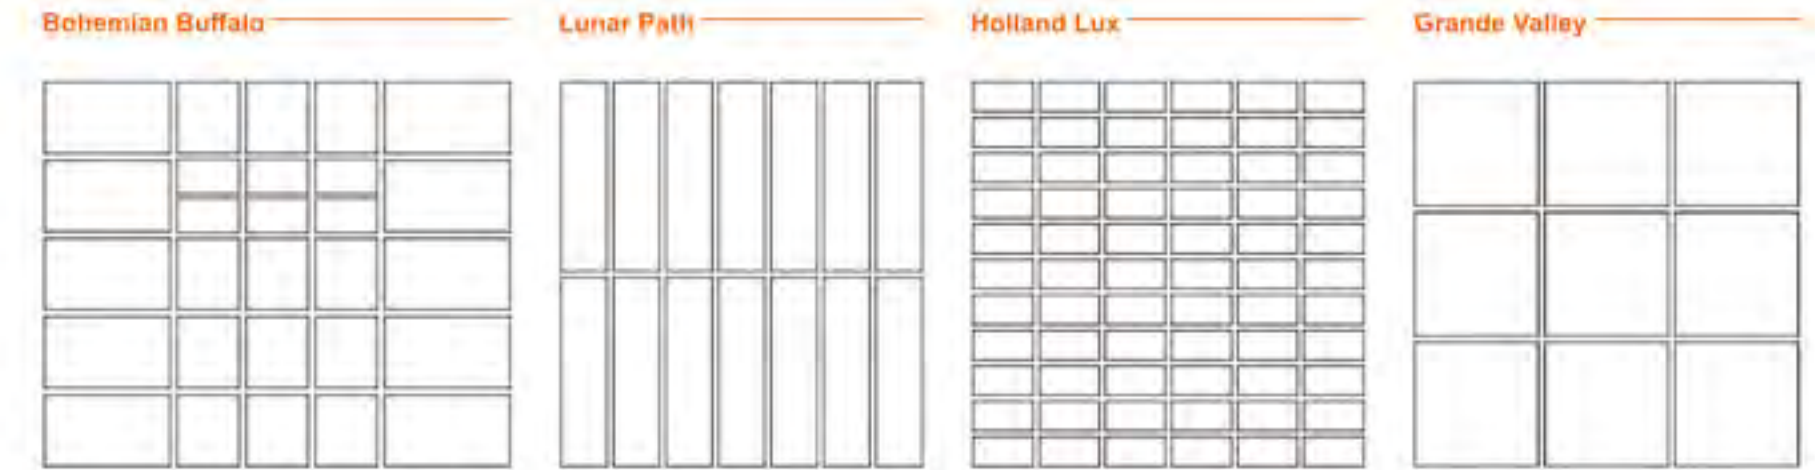 Bohemian Buffalo
Lunar Path
Holland Lux
Grande Valley